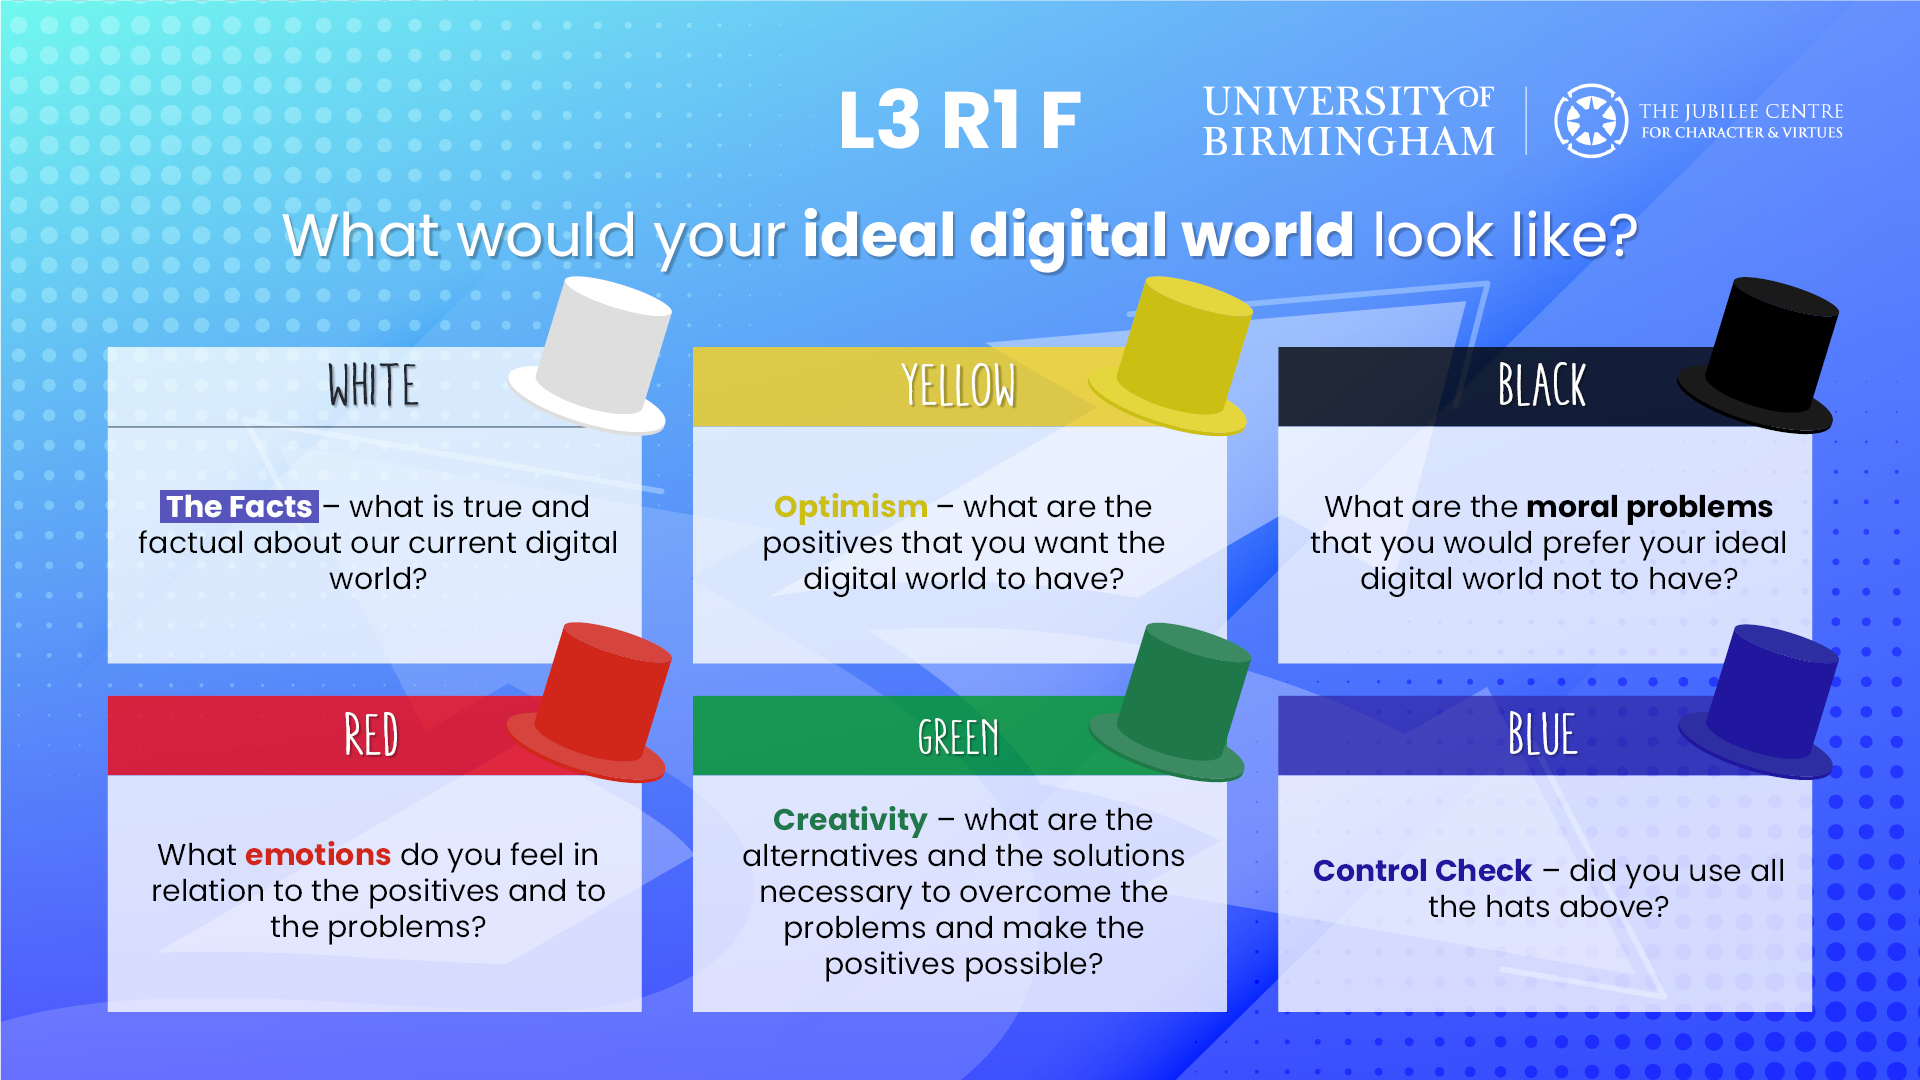 L3 R1 F
UNIVERSITY OF
BIRMINGHAM
THE JUBILEE CENTRE
FOR CHARACTER & VIRTUES
What would your ideal digital world look like?
WHITE
The Facts – what is true and
factual about our current digital
world?
YELLOW
Optimism – what are the
positives that you want the
digital world to have?
BLACK
What are the moral problems
that you would prefer your ideal
digital world not to have?
RED
What emotions do you feel in
relation to the positives and to
the problems?
GREEN
Creativity – what are the
alternatives and the solutions
necessary to overcome the
problems and make the
positives possible?
BLUE
Control Check – did you use all
the hats above?